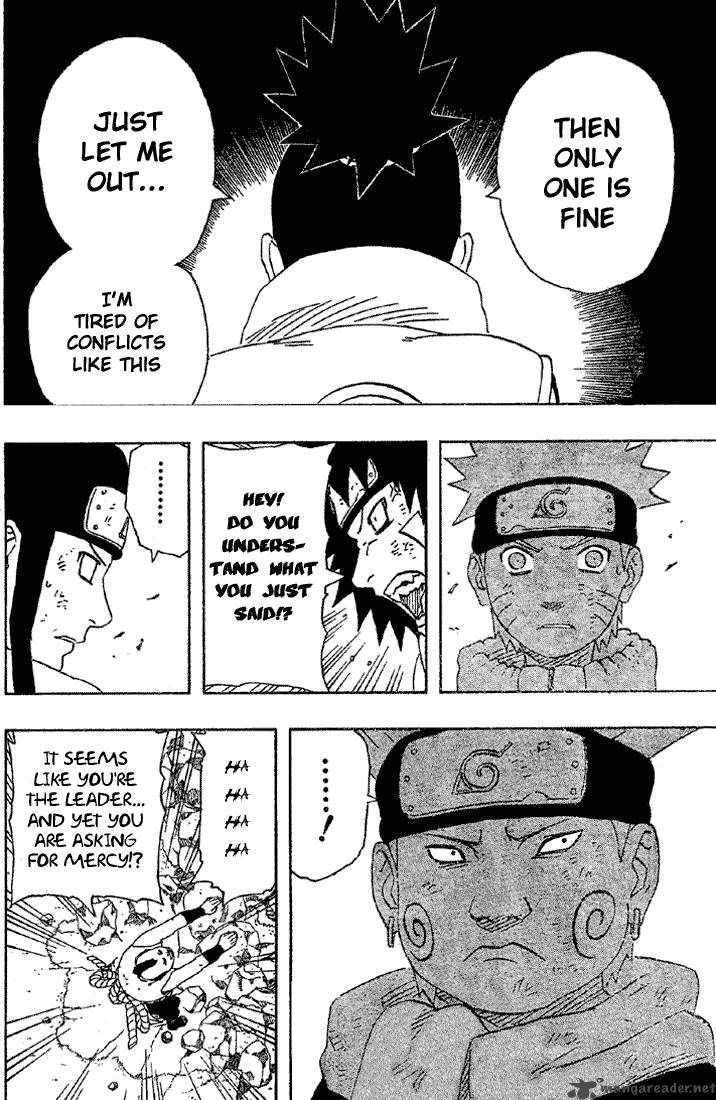 THEN
ONLY
ONE IS
FINE
JUST
LET ME
OUT...
I'M
TIRED OF
CONFLICTS
LIKE THIS
HEY!
DO YOU
UNDERS-
TAND WHAT
YOU JUST
SAID!?
.........
......!
HA
HA
HA
HA
IT SEEMS
LIKE YOU'RE
THE LEADER...
AND YET YOU
ARE ASKING
FOR MERCY!?
mangareader.net